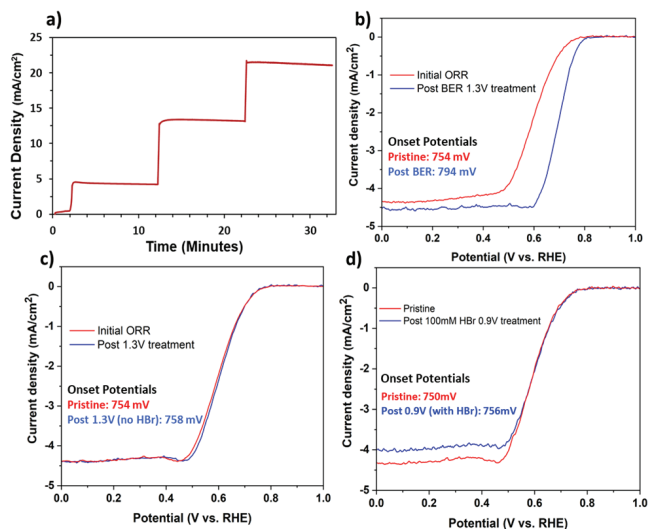 a)
Current Density (mA/cm²)
25
20
15
10
5
0
0
10
20
30
Time (Minutes)
b)
Current density (mA/cm²)
0
-1
-2
-3
-4
-5
Initial ORR
Post BER 1.3V treatment
Onset Potentials
Pristine: 754 mV
Post BER: 794 mV
0.0
0.2
0.4
0.6
0.8
1.0
Potential (V vs. RHE)
c)
Current density (mA/cm²)
0
-1
-2
-3
-4
-5
Initial ORR
Post 1.3V treatment
Onset Potentials
Pristine: 754 mV
Post 1.3V (no HBr): 758 mV
0.0
0.2
0.4
0.6
0.8
1.0
Potential (V vs. RHE)
d)
Current density (mA/cm²)
0
-1
-2
-3
-4
-5
Pristine
Post 100mM HBr 0.9V treatment
Onset Potentials
Pristine: 750mV
Post 0.9V (with HBr): 756mV
0.0
0.2
0.4
0.6
0.8
1.0
Potential (V vs. RHE)